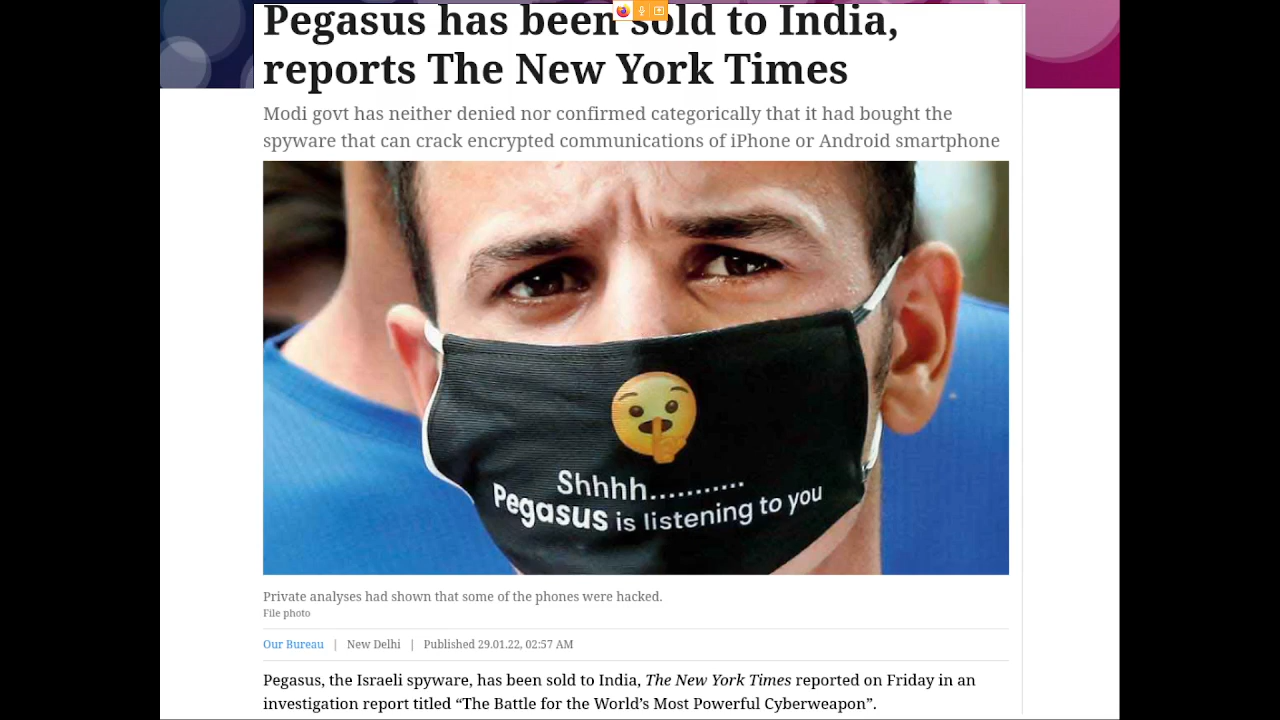 Pegasus has been sold to India,
reports The New York Times
Modi govt has neither denied nor confirmed categorically that it had bought the
spyware that can crack encrypted communications of iPhone or Android smartphone
Shhhh...........
Pegasus is listening to you
Private analyses had shown that some of the phones were hacked.
File photo
Our Bureau | New Delhi | Published 29.01.22, 02:57 AM
Pegasus, the Israeli spyware, has been sold to India, The New York Times reported on Friday in an
investigation report titled “The Battle for the World’s Most Powerful Cyberweapon”.